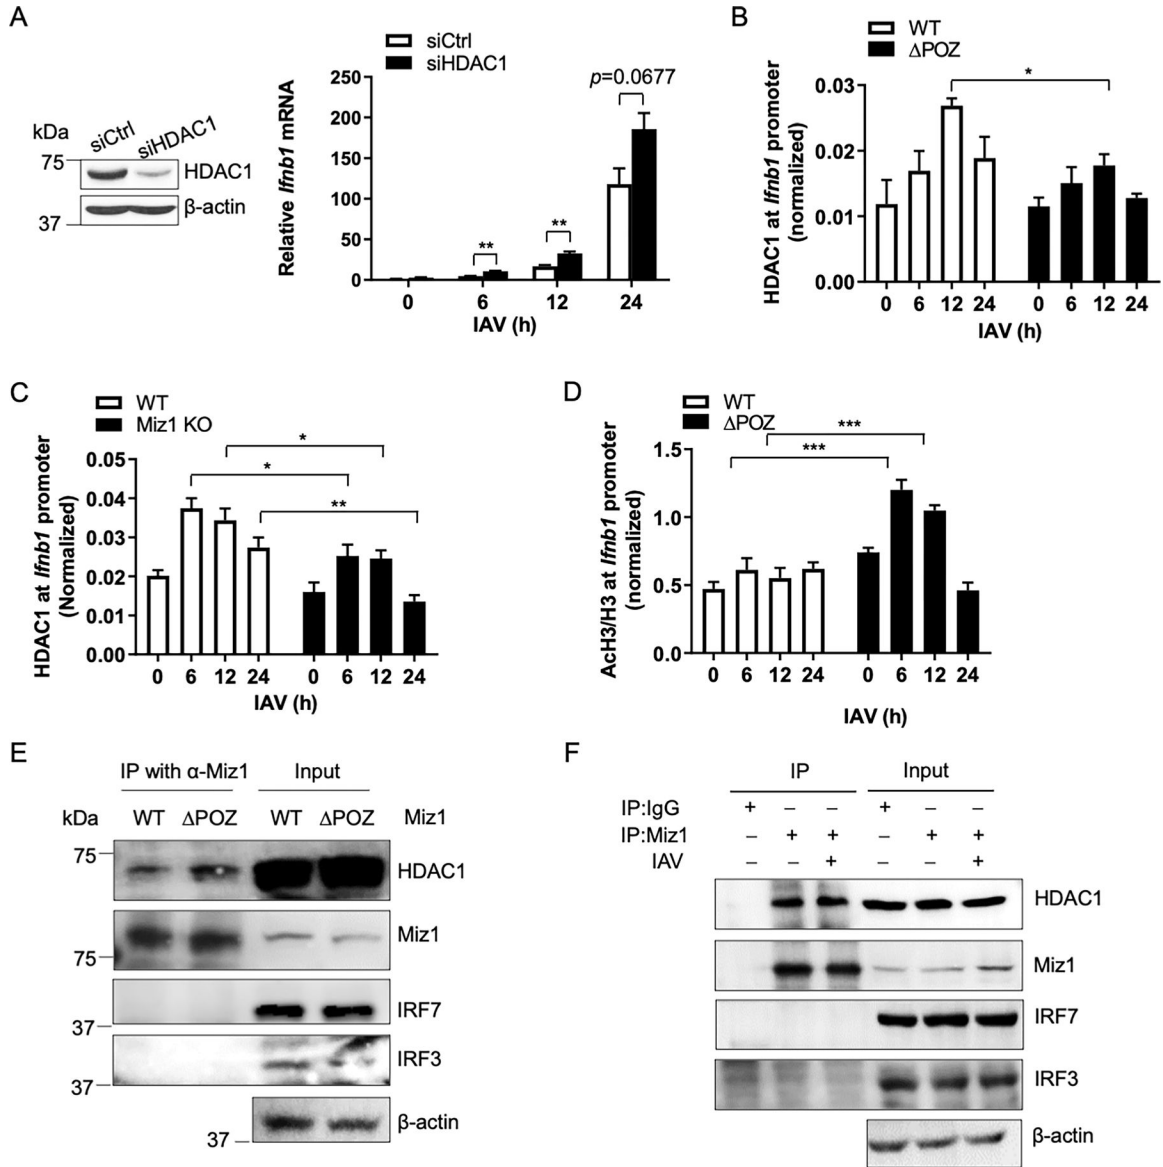 A
kDa
siCtrl
siHDAC1
75
HDAC1
β-actin
37
siCtrl
siHDAC1
Relative Ifnb1 mRNA
250
200
150
100
50
0
**
**
p=0.0677
0 6 12 24
IAV (h)
B
WT
ΔPOZ
HDAC1 at Ifnb1 promoter
(normalized)
0.03
0.02
0.01
0.00
*
0 6 12 24 0 6 12 24
IAV (h)
C
WT
Miz1 KO
HDAC1 at Ifnb1 promoter
(Normalized)
0.05
0.04
0.03
0.02
0.01
0.00
*
*
**
0 6 12 24 0 6 12 24
IAV (h)
D
WT
ΔPOZ
AcH3/H3 at Ifnb1 promoter
(normalized)
1.5
1.0
0.5
0.0
***
***
0 6 12 24 0 6 12 24
IAV (h)
E
IP with α-Miz1 Input
kDa WT ΔPOZ WT ΔPOZ Miz1
75 HDAC1
Miz1
75
IRF7
37
IRF3
37
β-actin
37
F
IP Input
IP:IgG + – – + – –
IP:Miz1 – + + – + +
IAV – – + – – +
HDAC1
Miz1
IRF7
IRF3
β-actin